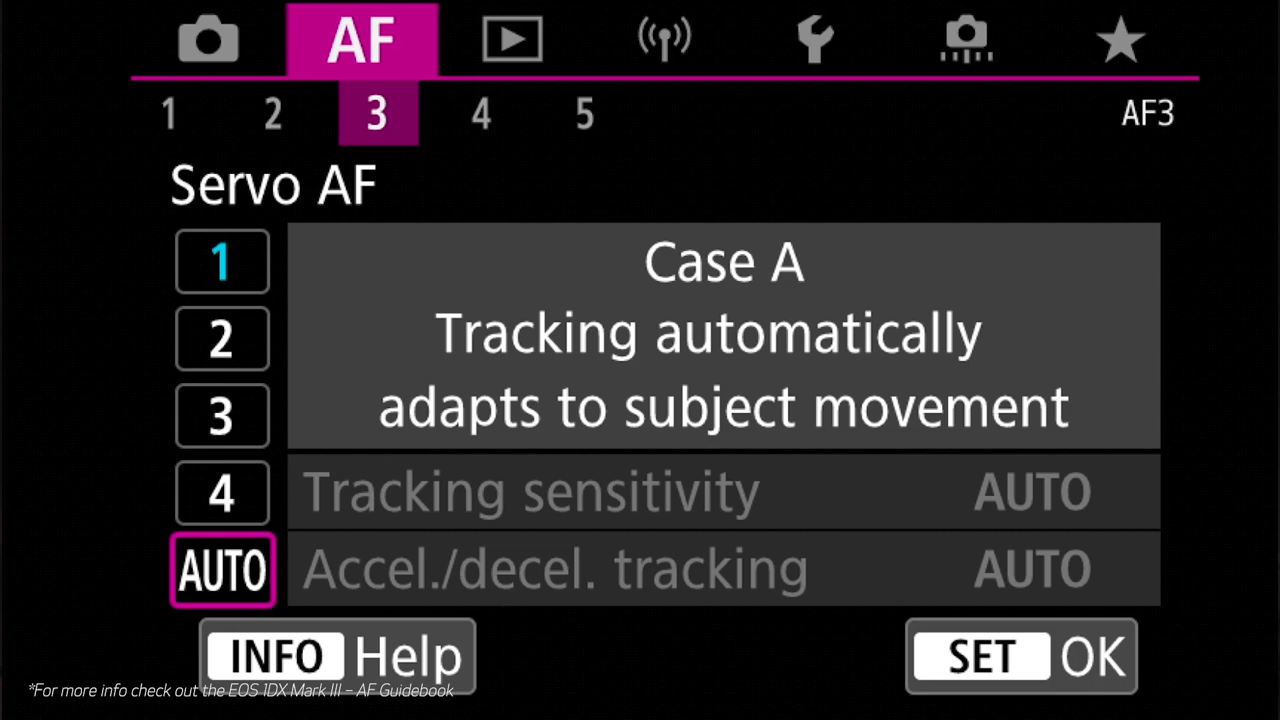 AF
1 2 3 4 5 AF3
Servo AF
1
Case A
2
Tracking automatically
3
adapts to subject movement
4
Tracking sensitivity AUTO
AUTO
Accel./decel. tracking AUTO
INFO Help
SET OK
*For more info check out the EOS 1DX Mark III – AF Guidebook